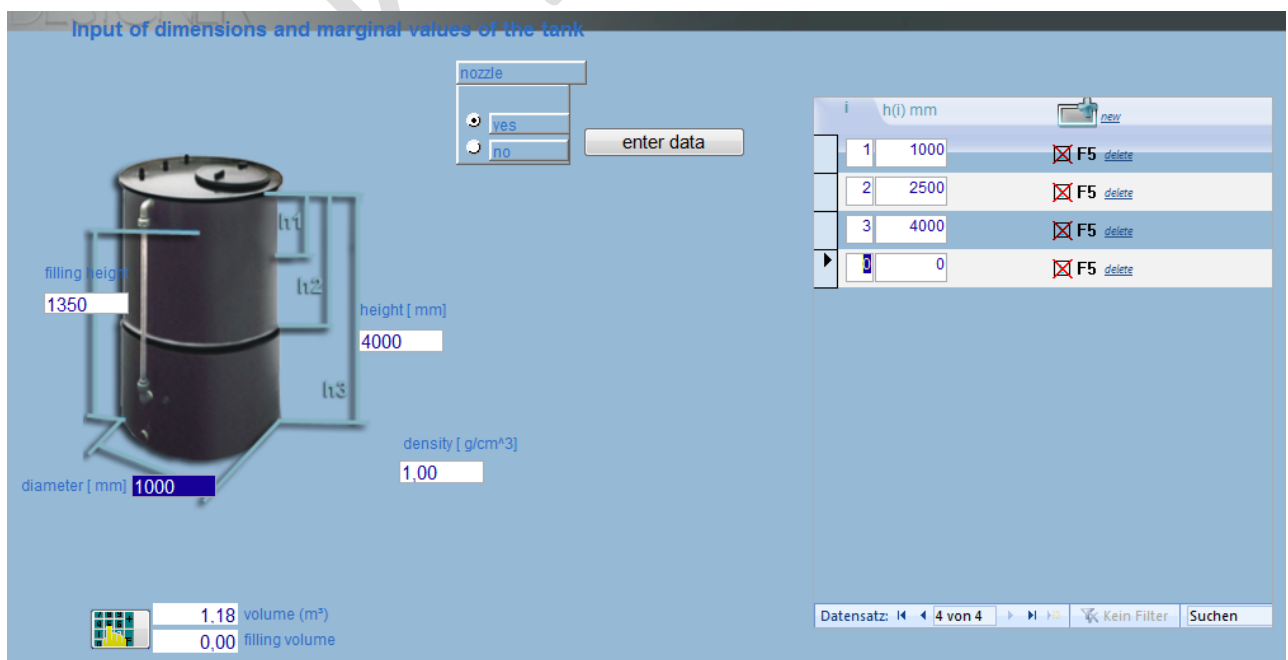 Input of dimensions and marginal values of the tank
nozzle
yes
no
enter data
i h(i) mm new
1 1000 F5 delete
2 2500 F5 delete
3 4000 F5 delete
0 0 F5 delete
h1
h2
h3
filling heigh
1350
height [ mm]
4000
density [ g/cm^3]
1,00
diameter [ mm] 1000
1,18 volume (m³)
0,00 filling volume
Datensatz: 4 von 4 Kein Filter Suchen